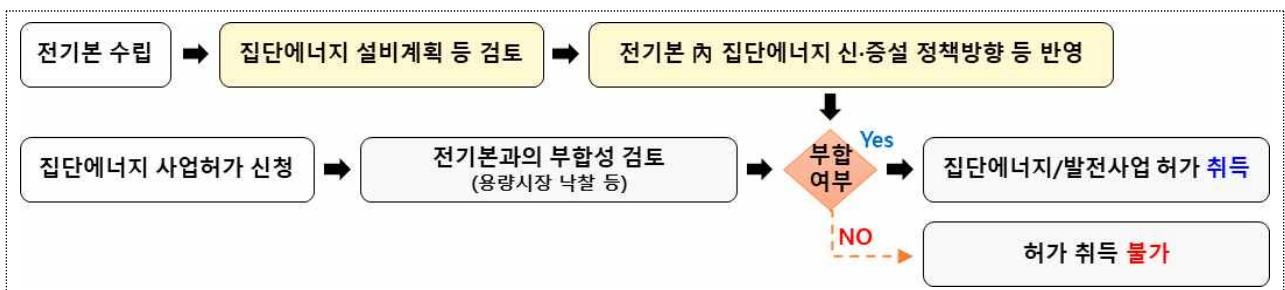 전기본 수립
집단에너지 설비계획 등 검토
전기본 內 집단에너지 신·증설 정책방향 등 반영
집단에너지 사업허가 신청
전기본과의 부합성 검토
(용량시장 낙찰 등)
부합
여부
Yes
집단에너지/발전사업 허가 취득
NO
허가 취득 불가